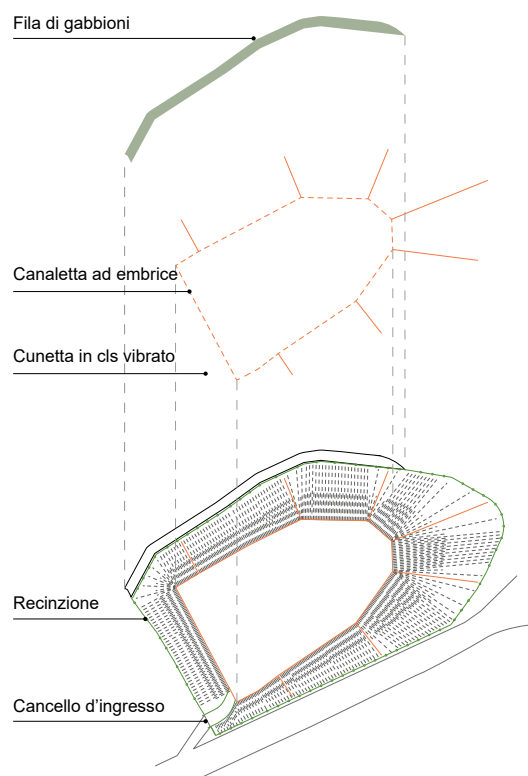 Fila di gabbioni
Canaletta ad embrice
Cunetta in cls vibrato
Recinzione
Cancello d’ingresso